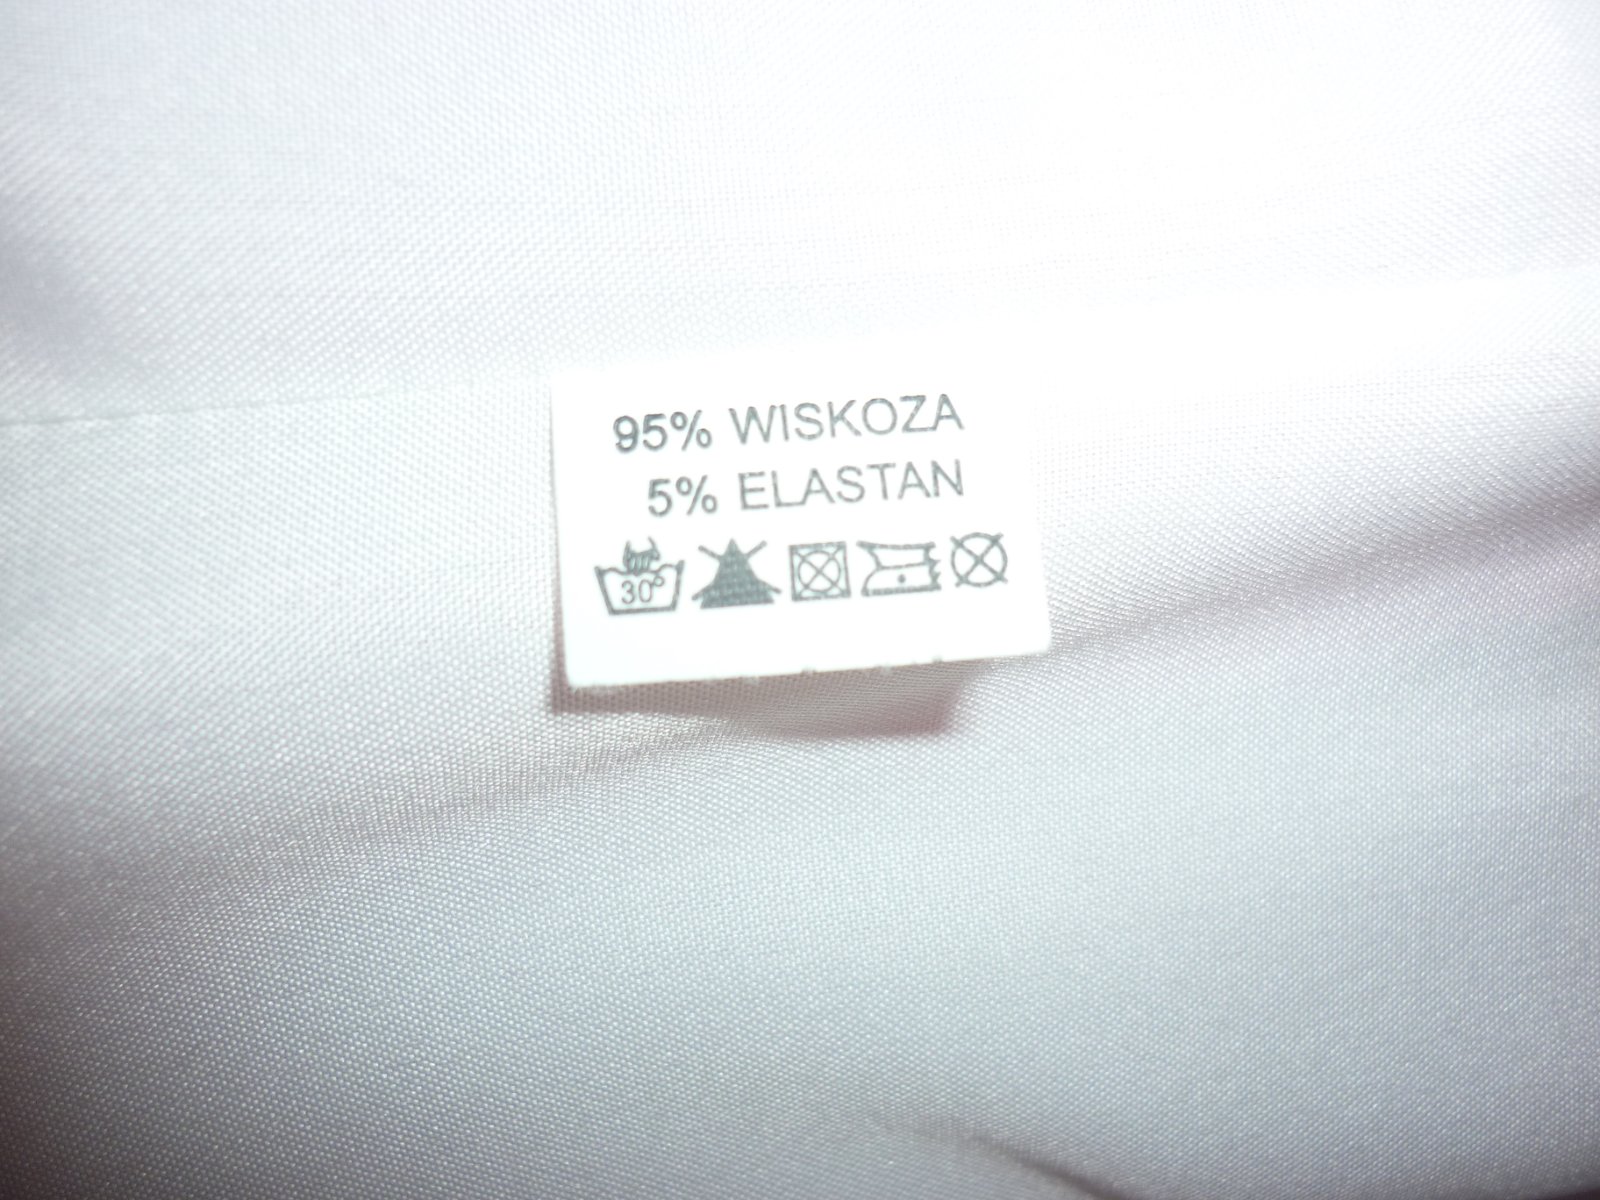 95% WISKOZA
5% ELASTAN
30°